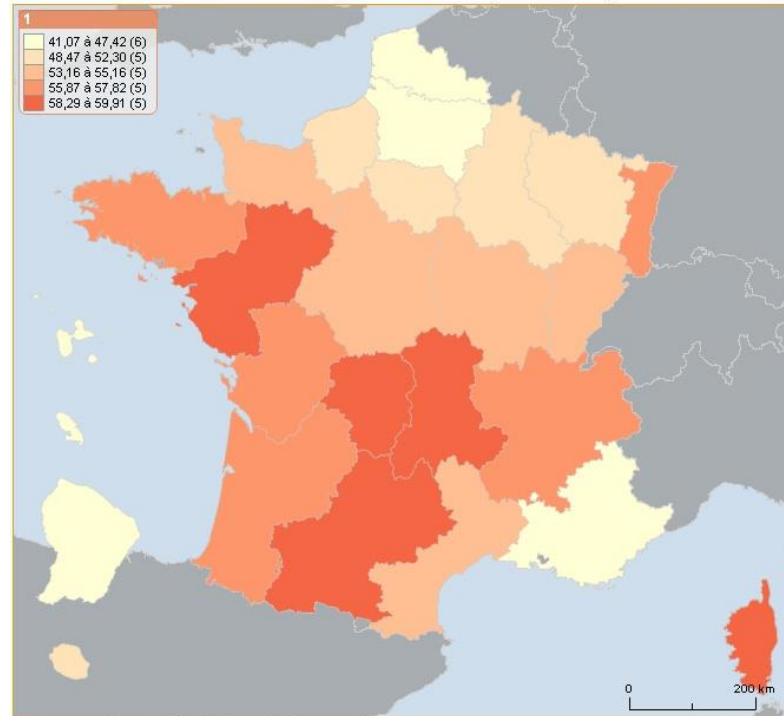 1
41,07 à 47,42 (6)
48,47 à 52,30 (5)
53,16 à 55,16 (5)
55,87 à 57,82 (5)
58,29 à 59,91 (5)
0 200 km